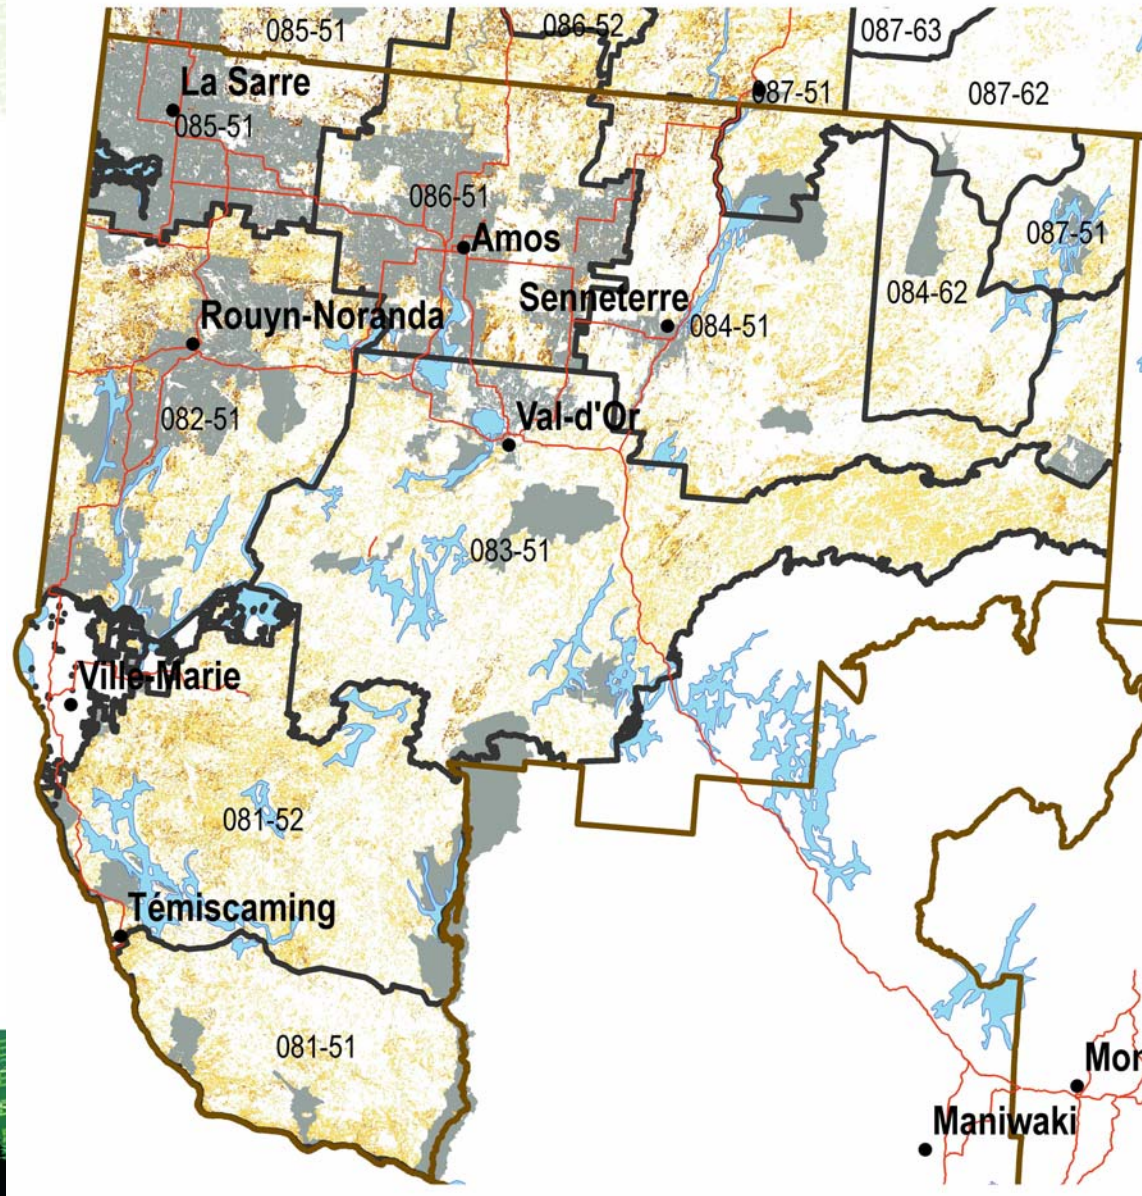 085-51
086-52
087-63
La Sarre
087-51
087-62
085-51
086-51
Amos
087-51
Senneterre
084-62
Rouyn-Noranda
084-51
082-51
Val-d'Or
083-51
Ville-Marie
081-52
Témiscaming
081-51
Mon
Maniwaki